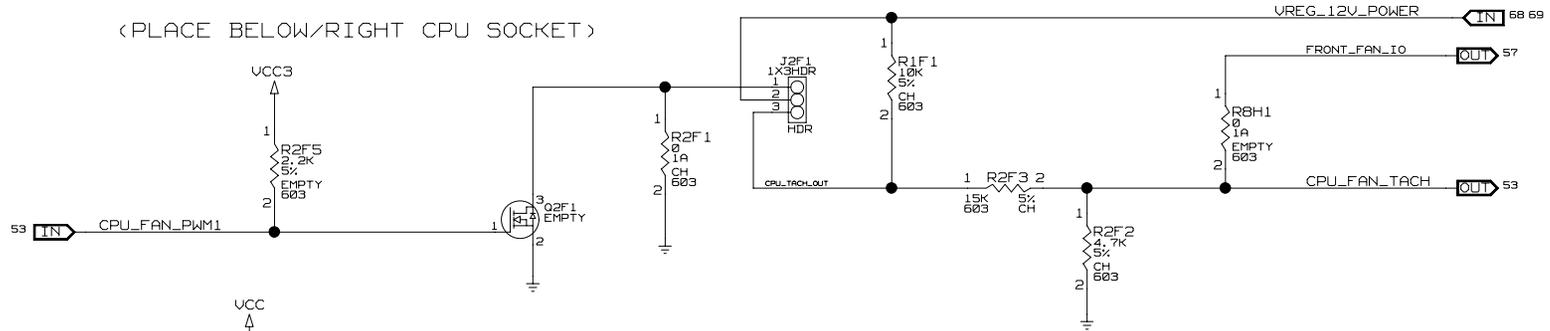 (PLACE BELOW/RIGHT CPU SOCKET)
VREG_12V_POWER
IN
68 69
FRONT_FAN_IO
OUT
57
VCC3
J2F1
1X3HDR
1
2
3
HDR
1
R1F1
10K
5%
CH
603
2
1
R2F5
2.2K
5%
EMPTY
603
2
1
R2F1
0
1A
CH
603
2
1
R8H1
0
1A
EMPTY
603
2
CPU_TACH_OUT
1 R2F3 2
15K
603
5%
CH
CPU_FAN_TACH
OUT
53
53
IN
CPU_FAN_PWM1
1
3
Q2F1
EMPTY
2
1
R2F2
4.7K
5%
CH
603
2
VCC